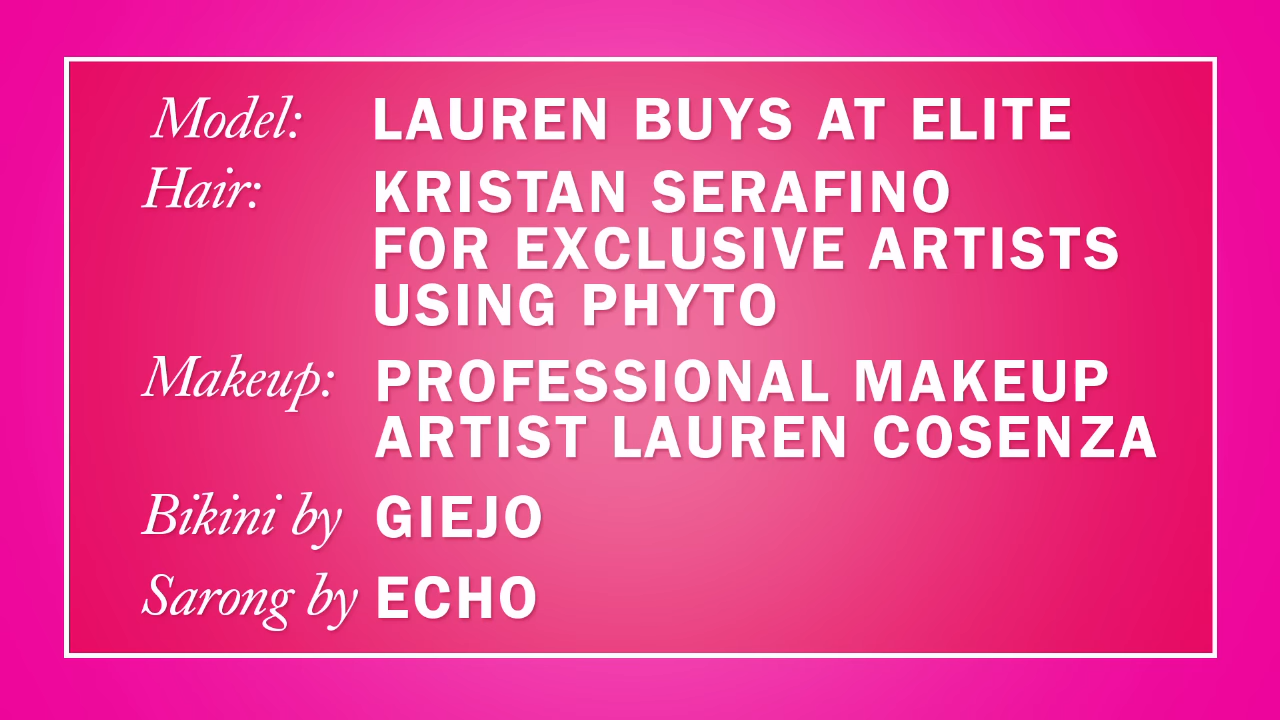 Model: LAUREN BUYS AT ELITE
Hair: KRISTAN SERAFINO
FOR EXCLUSIVE ARTISTS
USING PHYTO
Makeup: PROFESSIONAL MAKEUP
ARTIST LAUREN COSENZA
Bikini by GIEJO
Sarong by ECHO